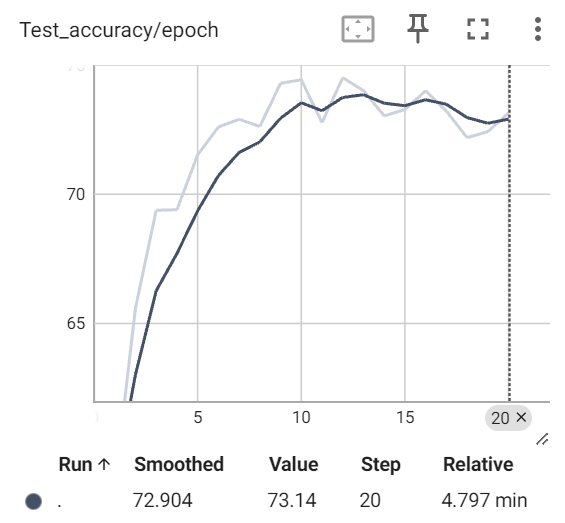 Test_accuracy/epoch
75
70
65
5 10 15 20 ×
Run ↑ Smoothed Value Step Relative
. 72.904 73.14 20 4.797 min